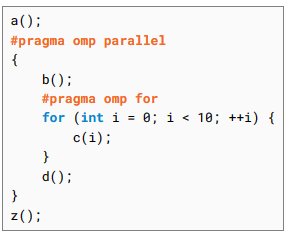 a();
#pragma omp parallel
{
    b();
    #pragma omp for
    for (int i = 0; i < 10; ++i) {
        c(i);
    }
    d();
}
z();